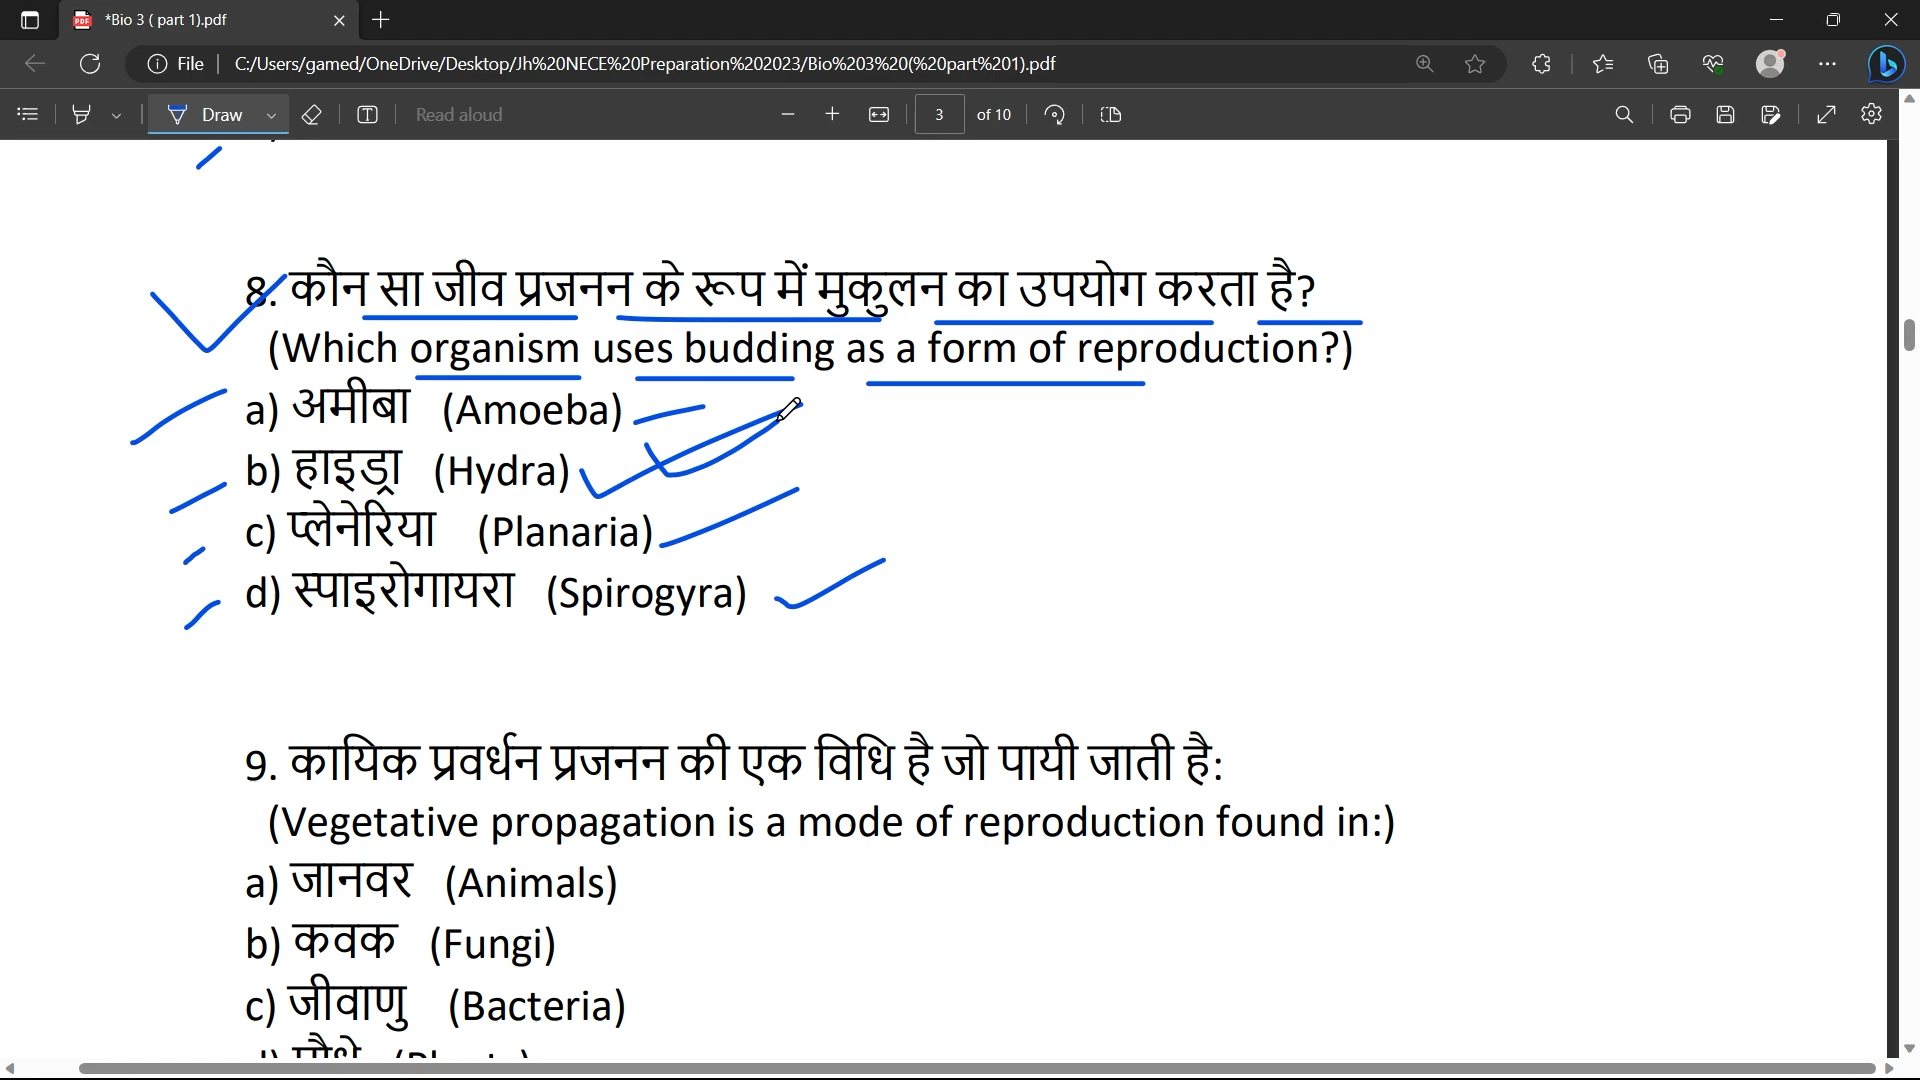 *Bio 3 ( part 1).pdf
File
C:/Users/gamed/OneDrive/Desktop/Jh%20NECE%20Preparation%202023/Bio%203%20(%20part%201).pdf
Draw
Read aloud
3
of 10
8. कौन सा जीव प्रजनन के रूप में मुकुलन का उपयोग करता है?
(Which organism uses budding as a form of reproduction?)
a) अमीबा (Amoeba)
b) हाइड्रा (Hydra)
c) प्लेनेरिया (Planaria)
d) स्पाइरोगायरा (Spirogyra)
9. कायिक प्रवर्धन प्रजनन की एक विधि है जो पायी जाती है:
(Vegetative propagation is a mode of reproduction found in:)
a) जानवर (Animals)
b) कवक (Fungi)
c) जीवाणु (Bacteria)